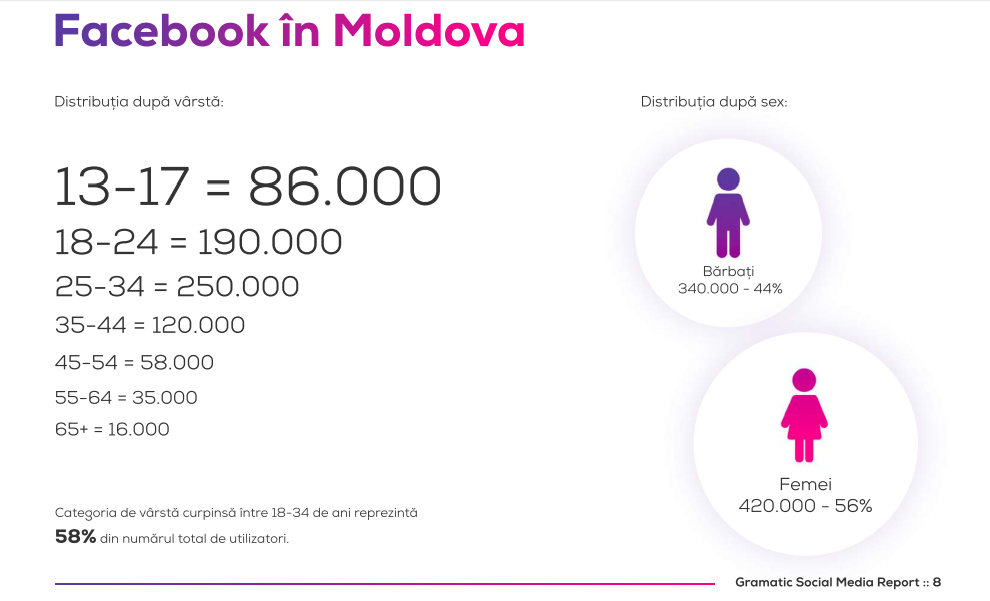 Facebook în Moldova
Distribuția după vârstă:
13-17 = 86.000
18-24 = 190.000
25-34 = 250.000
35-44 = 120.000
45-54 = 58.000
55-64 = 35.000
65+ = 16.000
Categoria de vârstă curpinsă între 18-34 de ani reprezintă
58% din numărul total de utilizatori.
Distribuția după sex:
Bărbați
340.000 - 44%
Femei
420.000 - 56%
Gramatic Social Media Report :: 8